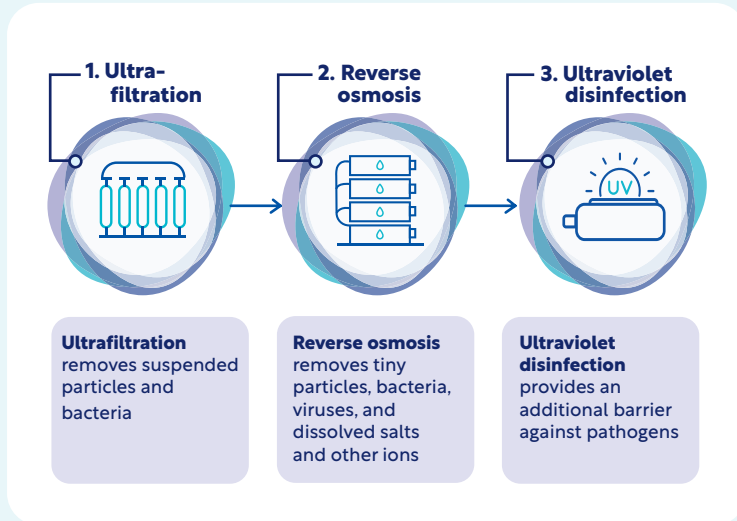 1. Ultra-
filtration
2. Reverse
osmosis
3. Ultraviolet
disinfection
UV
Ultrafiltration
removes suspended
particles and
bacteria
Reverse osmosis
removes tiny
particles, bacteria,
viruses, and
dissolved salts
and other ions
Ultraviolet
disinfection
provides an
additional barrier
against pathogens